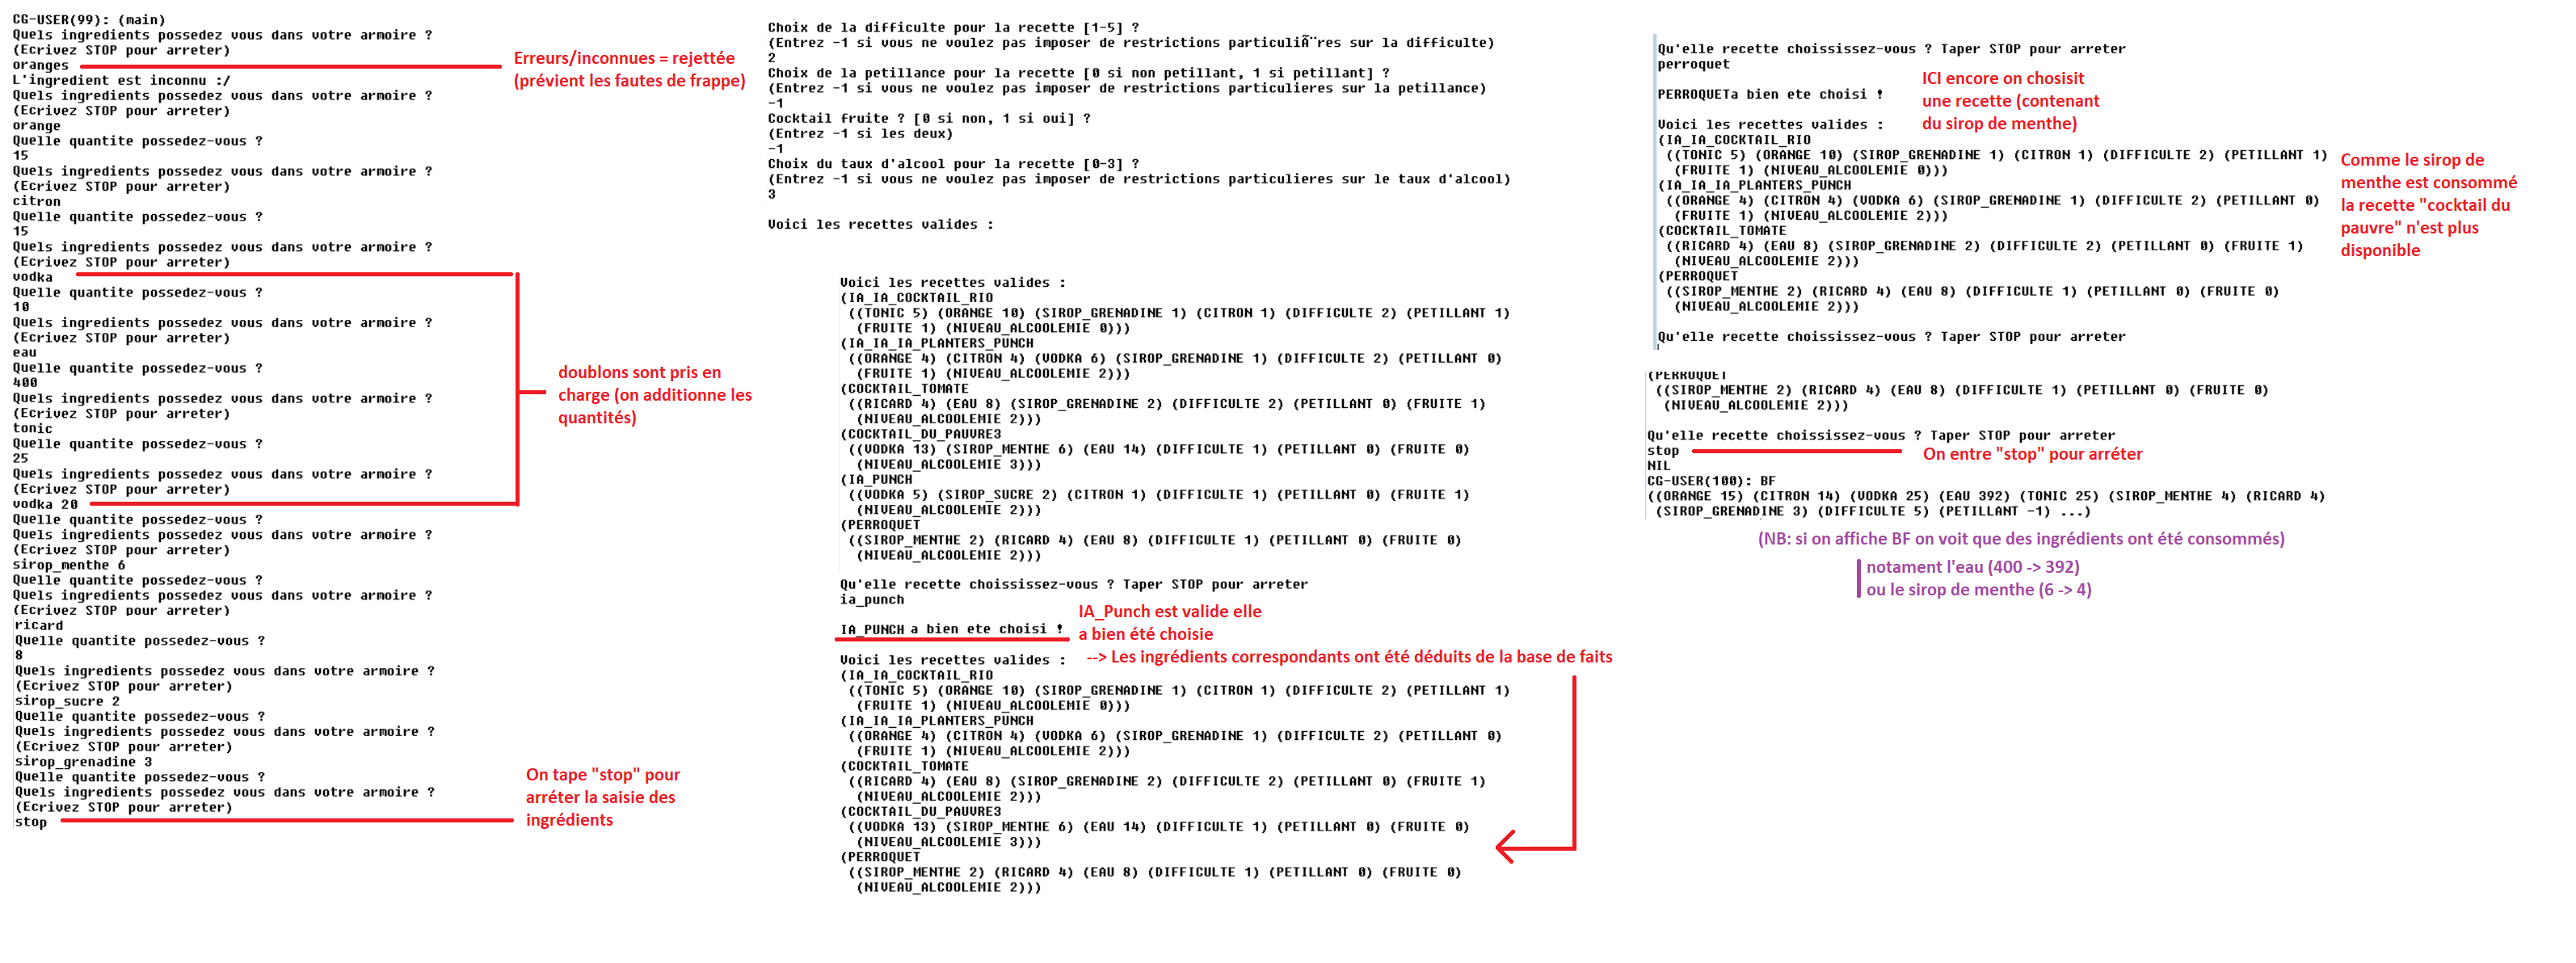 CG-USER(99): (main)
Quels ingredients possedez vous dans votre armoire ?
(Ecrivez STOP pour arreter)
oranges
L'ingredient est inconnu :/
Quels ingredients possedez vous dans votre armoire ?
(Ecrivez STOP pour arreter)
orange
Quelle quantite possedez-vous ?
15
Quels ingredients possedez vous dans votre armoire ?
(Ecrivez STOP pour arreter)
citron
Quelle quantite possedez-vous ?
15
Quels ingredients possedez vous dans votre armoire ?
(Ecrivez STOP pour arreter)
vodka
Quelle quantite possedez-vous ?
10
Quels ingredients possedez vous dans votre armoire ?
(Ecrivez STOP pour arreter)
eau
Quelle quantite possedez-vous ?
400
Quels ingredients possedez vous dans votre armoire ?
(Ecrivez STOP pour arreter)
tonic
Quelle quantite possedez-vous ?
25
Quels ingredients possedez vous dans votre armoire ?
(Ecrivez STOP pour arreter)
vodka 20
Quelle quantite possedez-vous ?
Quels ingredients possedez vous dans votre armoire ?
(Ecrivez STOP pour arreter)
sirop_menthe 6
Quelle quantite possedez-vous ?
Quels ingredients possedez vous dans votre armoire ?
(Ecrivez STOP pour arreter)
ricard
Quelle quantite possedez-vous ?
8
Quels ingredients possedez vous dans votre armoire ?
(Ecrivez STOP pour arreter)
sirop_sucre 2
Quelle quantite possedez-vous ?
Quels ingredients possedez vous dans votre armoire ?
(Ecrivez STOP pour arreter)
sirop_grenadine 3
Quelle quantite possedez-vous ?
Quels ingredients possedez vous dans votre armoire ?
(Ecrivez STOP pour arreter)
stop
Erreurs/inconnues = rejettée
(prévient les fautes de frappe)
doublons sont pris en
charge (on additionne les
quantités)
On tape "stop" pour
arréter la saisie des
ingrédients
Choix de la difficulte pour la recette [1-5] ?
(Entrez -1 si vous ne voulez pas imposer de restrictions particuliÃ¨res sur la difficulte)
2
Choix de la petillance pour la recette [0 si non petillant, 1 si petillant] ?
(Entrez -1 si vous ne voulez pas imposer de restrictions particulieres sur la petillance)
-1
Cocktail fruite ? [0 si non, 1 si oui] ?
(Entrez -1 si les deux)
-1
Choix du taux d'alcool pour la recette [0-3] ?
(Entrez -1 si vous ne voulez pas imposer de restrictions particulieres sur le taux d'alcool)
3
Voici les recettes valides :
Voici les recettes valides :
(IA_IA_COCKTAIL_RIO
((TONIC 5) (ORANGE 10) (SIROP_GRENADINE 1) (CITRON 1) (DIFFICULTE 2) (PETILLANT 1)
(FRUITE 1) (NIVEAU_ALCOOLEMIE 0)))
(IA_IA_IA_PLANTERS_PUNCH
((ORANGE 4) (CITRON 4) (VODKA 6) (SIROP_GRENADINE 1) (DIFFICULTE 2) (PETILLANT 0)
(FRUITE 1) (NIVEAU_ALCOOLEMIE 2)))
(COCKTAIL_TOMATE
((RICARD 4) (EAU 8) (SIROP_GRENADINE 2) (DIFFICULTE 2) (PETILLANT 0) (FRUITE 1)
(NIVEAU_ALCOOLEMIE 2)))
(COCKTAIL_DU_PAUVRE3
((VODKA 13) (SIROP_MENTHE 6) (EAU 14) (DIFFICULTE 1) (PETILLANT 0) (FRUITE 0)
(NIVEAU_ALCOOLEMIE 3)))
(IA_PUNCH
((VODKA 5) (SIROP_SUCRE 2) (CITRON 1) (DIFFICULTE 1) (PETILLANT 0) (FRUITE 1)
(NIVEAU_ALCOOLEMIE 2)))
(PERROQUET
((SIROP_MENTHE 2) (RICARD 4) (EAU 8) (DIFFICULTE 1) (PETILLANT 0) (FRUITE 0)
(NIVEAU_ALCOOLEMIE 2)))
Qu'elle recette choississez-vous ? Taper STOP pour arreter
ia_punch
IA_PUNCH a bien ete choisi !
IA_Punch est valide elle
a bien été choisie
--> Les ingrédients correspondants ont été déduits de la base de faits
Voici les recettes valides :
(IA_IA_COCKTAIL_RIO
((TONIC 5) (ORANGE 10) (SIROP_GRENADINE 1) (CITRON 1) (DIFFICULTE 2) (PETILLANT 1)
(FRUITE 1) (NIVEAU_ALCOOLEMIE 0)))
(IA_IA_IA_PLANTERS_PUNCH
((ORANGE 4) (CITRON 4) (VODKA 6) (SIROP_GRENADINE 1) (DIFFICULTE 2) (PETILLANT 0)
(FRUITE 1) (NIVEAU_ALCOOLEMIE 2)))
(COCKTAIL_TOMATE
((RICARD 4) (EAU 8) (SIROP_GRENADINE 2) (DIFFICULTE 2) (PETILLANT 0) (FRUITE 1)
(NIVEAU_ALCOOLEMIE 2)))
(COCKTAIL_DU_PAUVRE3
((VODKA 13) (SIROP_MENTHE 6) (EAU 14) (DIFFICULTE 1) (PETILLANT 0) (FRUITE 0)
(NIVEAU_ALCOOLEMIE 3)))
(PERROQUET
((SIROP_MENTHE 2) (RICARD 4) (EAU 8) (DIFFICULTE 1) (PETILLANT 0) (FRUITE 0)
(NIVEAU_ALCOOLEMIE 2)))
Qu'elle recette choississez-vous ? Taper STOP pour arreter
perroquet
PERROQUETa bien ete choisi !
ICI encore on chosisit
une recette (contenant
du sirop de menthe)
Voici les recettes valides :
(IA_IA_COCKTAIL_RIO
((TONIC 5) (ORANGE 10) (SIROP_GRENADINE 1) (CITRON 1) (DIFFICULTE 2) (PETILLANT 1)
(FRUITE 1) (NIVEAU_ALCOOLEMIE 0)))
(IA_IA_IA_PLANTERS_PUNCH
((ORANGE 4) (CITRON 4) (VODKA 6) (SIROP_GRENADINE 1) (DIFFICULTE 2) (PETILLANT 0)
(FRUITE 1) (NIVEAU_ALCOOLEMIE 2)))
(COCKTAIL_TOMATE
((RICARD 4) (EAU 8) (SIROP_GRENADINE 2) (DIFFICULTE 2) (PETILLANT 0) (FRUITE 1)
(NIVEAU_ALCOOLEMIE 2)))
(PERROQUET
((SIROP_MENTHE 2) (RICARD 4) (EAU 8) (DIFFICULTE 1) (PETILLANT 0) (FRUITE 0)
(NIVEAU_ALCOOLEMIE 2)))
Qu'elle recette choississez-vous ? Taper STOP pour arreter
Comme le sirop de
menthe est consommé
la recette "cocktail du
pauvre" n'est plus
disponible
(PERROQUET
((SIROP_MENTHE 2) (RICARD 4) (EAU 8) (DIFFICULTE 1) (PETILLANT 0) (FRUITE 0)
(NIVEAU_ALCOOLEMIE 2)))
Qu'elle recette choississez-vous ? Taper STOP pour arreter
stop
On entre "stop" pour arréter
NIL
CG-USER(100): BF
((ORANGE 15) (CITRON 14) (VODKA 25) (EAU 392) (TONIC 25) (SIROP_MENTHE 4) (RICARD 4)
(SIROP_GRENADINE 3) (DIFFICULTE 5) (PETILLANT -1) ...)
(NB: si on affiche BF on voit que des ingrédients ont été consommés)
notament l'eau (400 -> 392)
ou le sirop de menthe (6 -> 4)